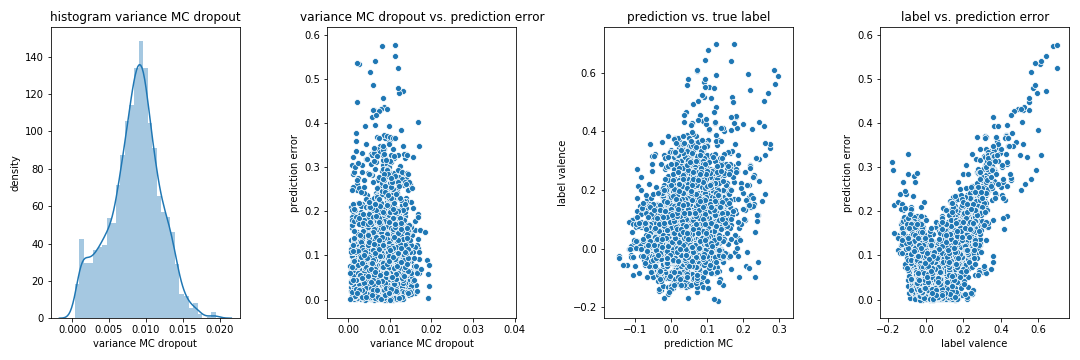 histogram variance MC dropout
density
140
120
100
80
60
40
20
0
0.000 0.005 0.010 0.015 0.020
variance MC dropout
variance MC dropout vs. prediction error
prediction error
0.6
0.5
0.4
0.3
0.2
0.1
0.0
0.00 0.01 0.02 0.03 0.04
variance MC dropout
prediction vs. true label
label valence
0.6
0.4
0.2
0.0
−0.2
−0.1 0.0 0.1 0.2 0.3
prediction MC
label vs. prediction error
prediction error
0.6
0.5
0.4
0.3
0.2
0.1
0.0
−0.2 0.0 0.2 0.4 0.6
label valence